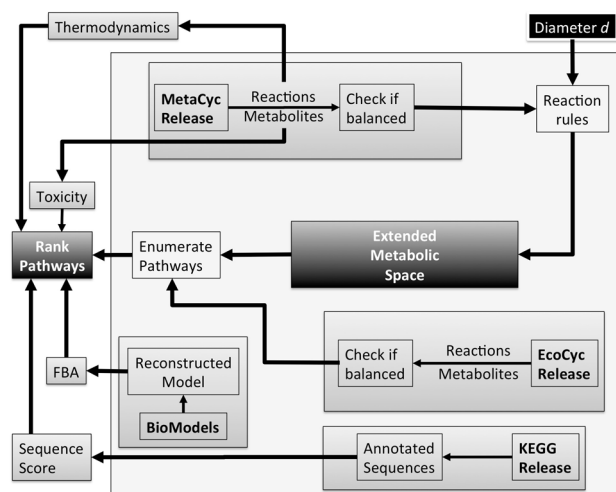 Thermodynamics
Diameter d
MetaCyc
Release
Reactions
Metabolites
Check if
balanced
Reaction
rules
Toxicity
Rank
Pathways
Enumerate
Pathways
Extended
Metabolic
Space
FBA
Reconstructed
Model
BioModels
Check if
balanced
Reactions
Metabolites
EcoCyc
Release
Sequence
Score
Annotated
Sequences
KEGG
Release